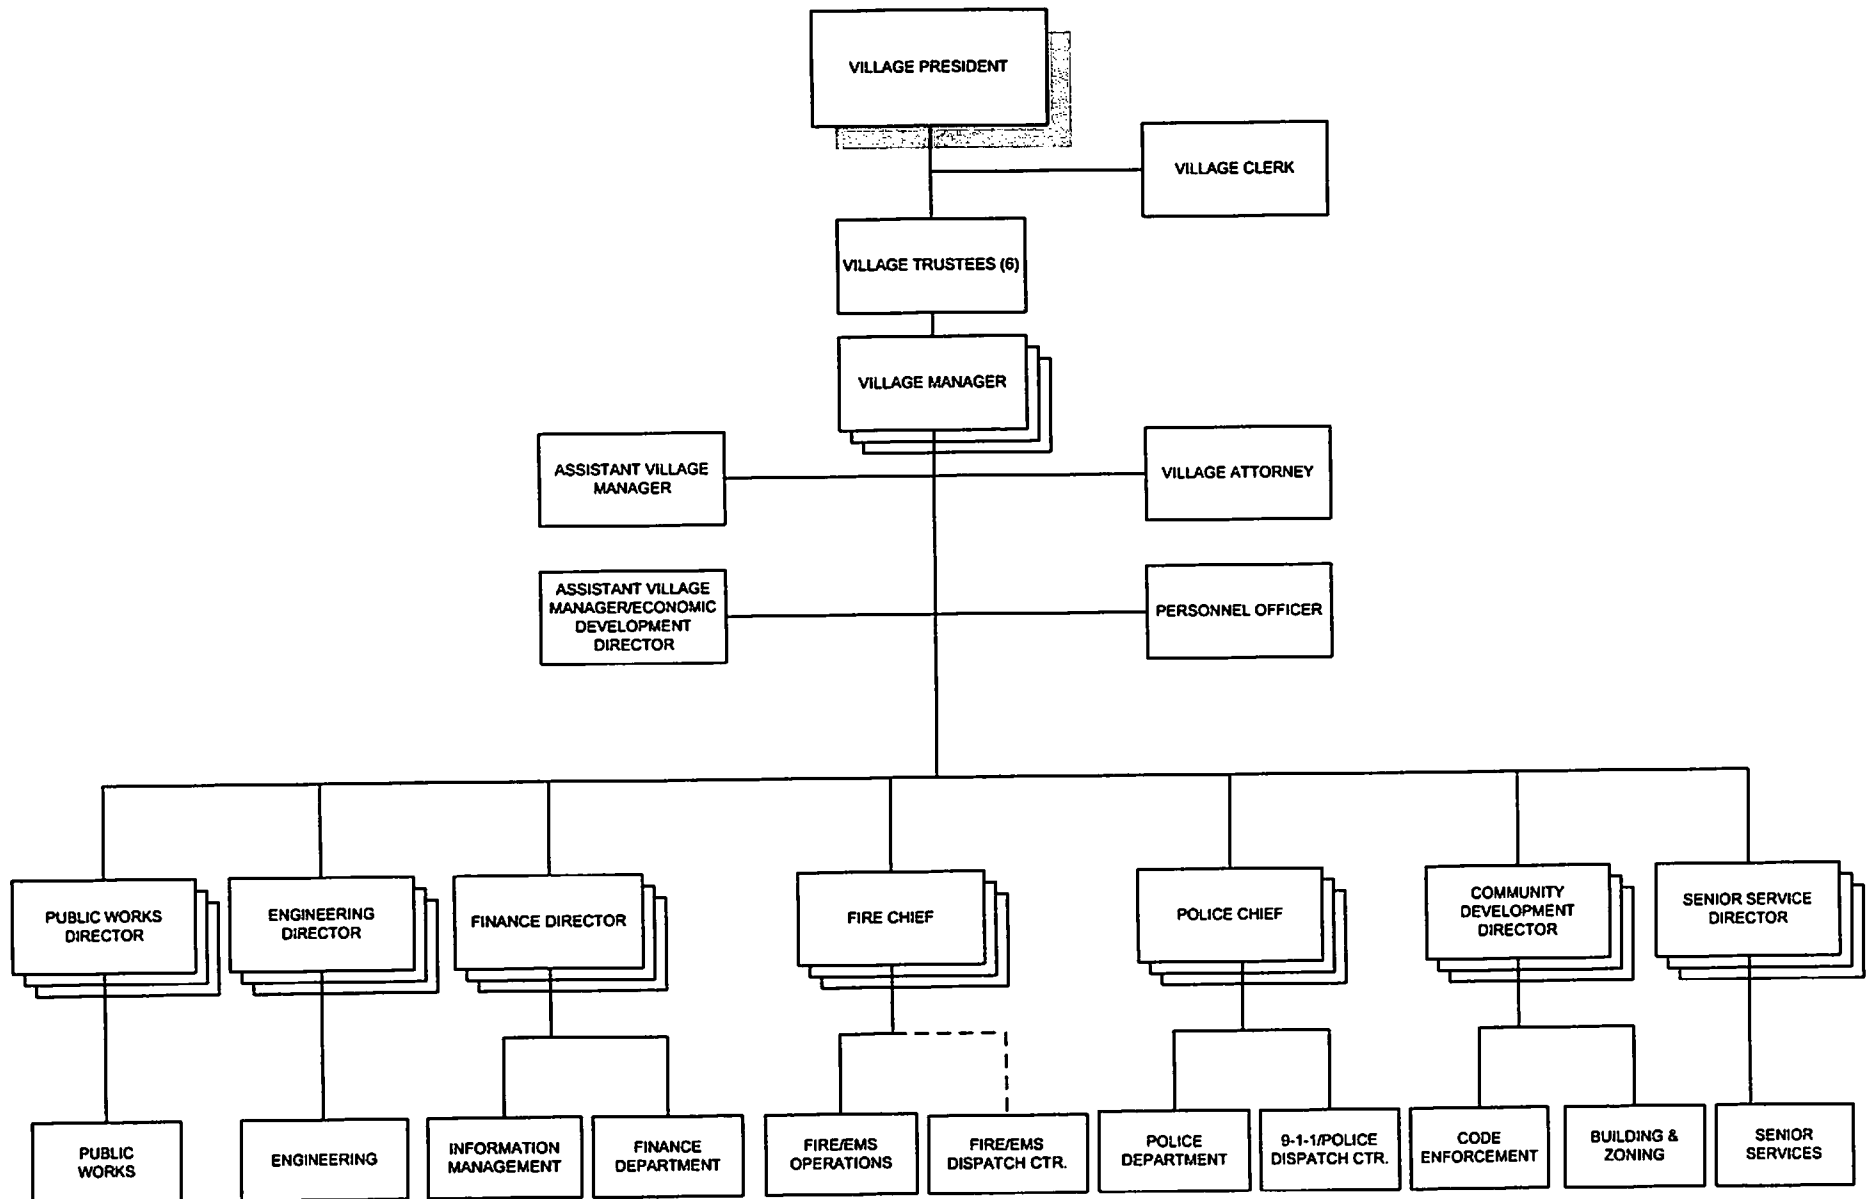 VILLAGE PRESIDENT
VILLAGE CLERK
VILLAGE TRUSTEES (6)
VILLAGE MANAGER
ASSISTANT VILLAGE
MANAGER
VILLAGE ATTORNEY
ASSISTANT VILLAGE
MANAGER/ECONOMIC
DEVELOPMENT
DIRECTOR
PERSONNEL OFFICER
PUBLIC WORKS
DIRECTOR
ENGINEERING
DIRECTOR
FINANCE DIRECTOR
FIRE CHIEF
POLICE CHIEF
COMMUNITY
DEVELOPMENT
DIRECTOR
SENIOR SERVICE
DIRECTOR
PUBLIC
WORKS
ENGINEERING
INFORMATION
MANAGEMENT
FINANCE
DEPARTMENT
FIRE/EMS
OPERATIONS
FIRE/EMS
DISPATCH CTR.
POLICE
DEPARTMENT
9-1-1/POLICE
DISPATCH CTR.
CODE
ENFORCEMENT
BUILDING &
ZONING
SENIOR
SERVICES